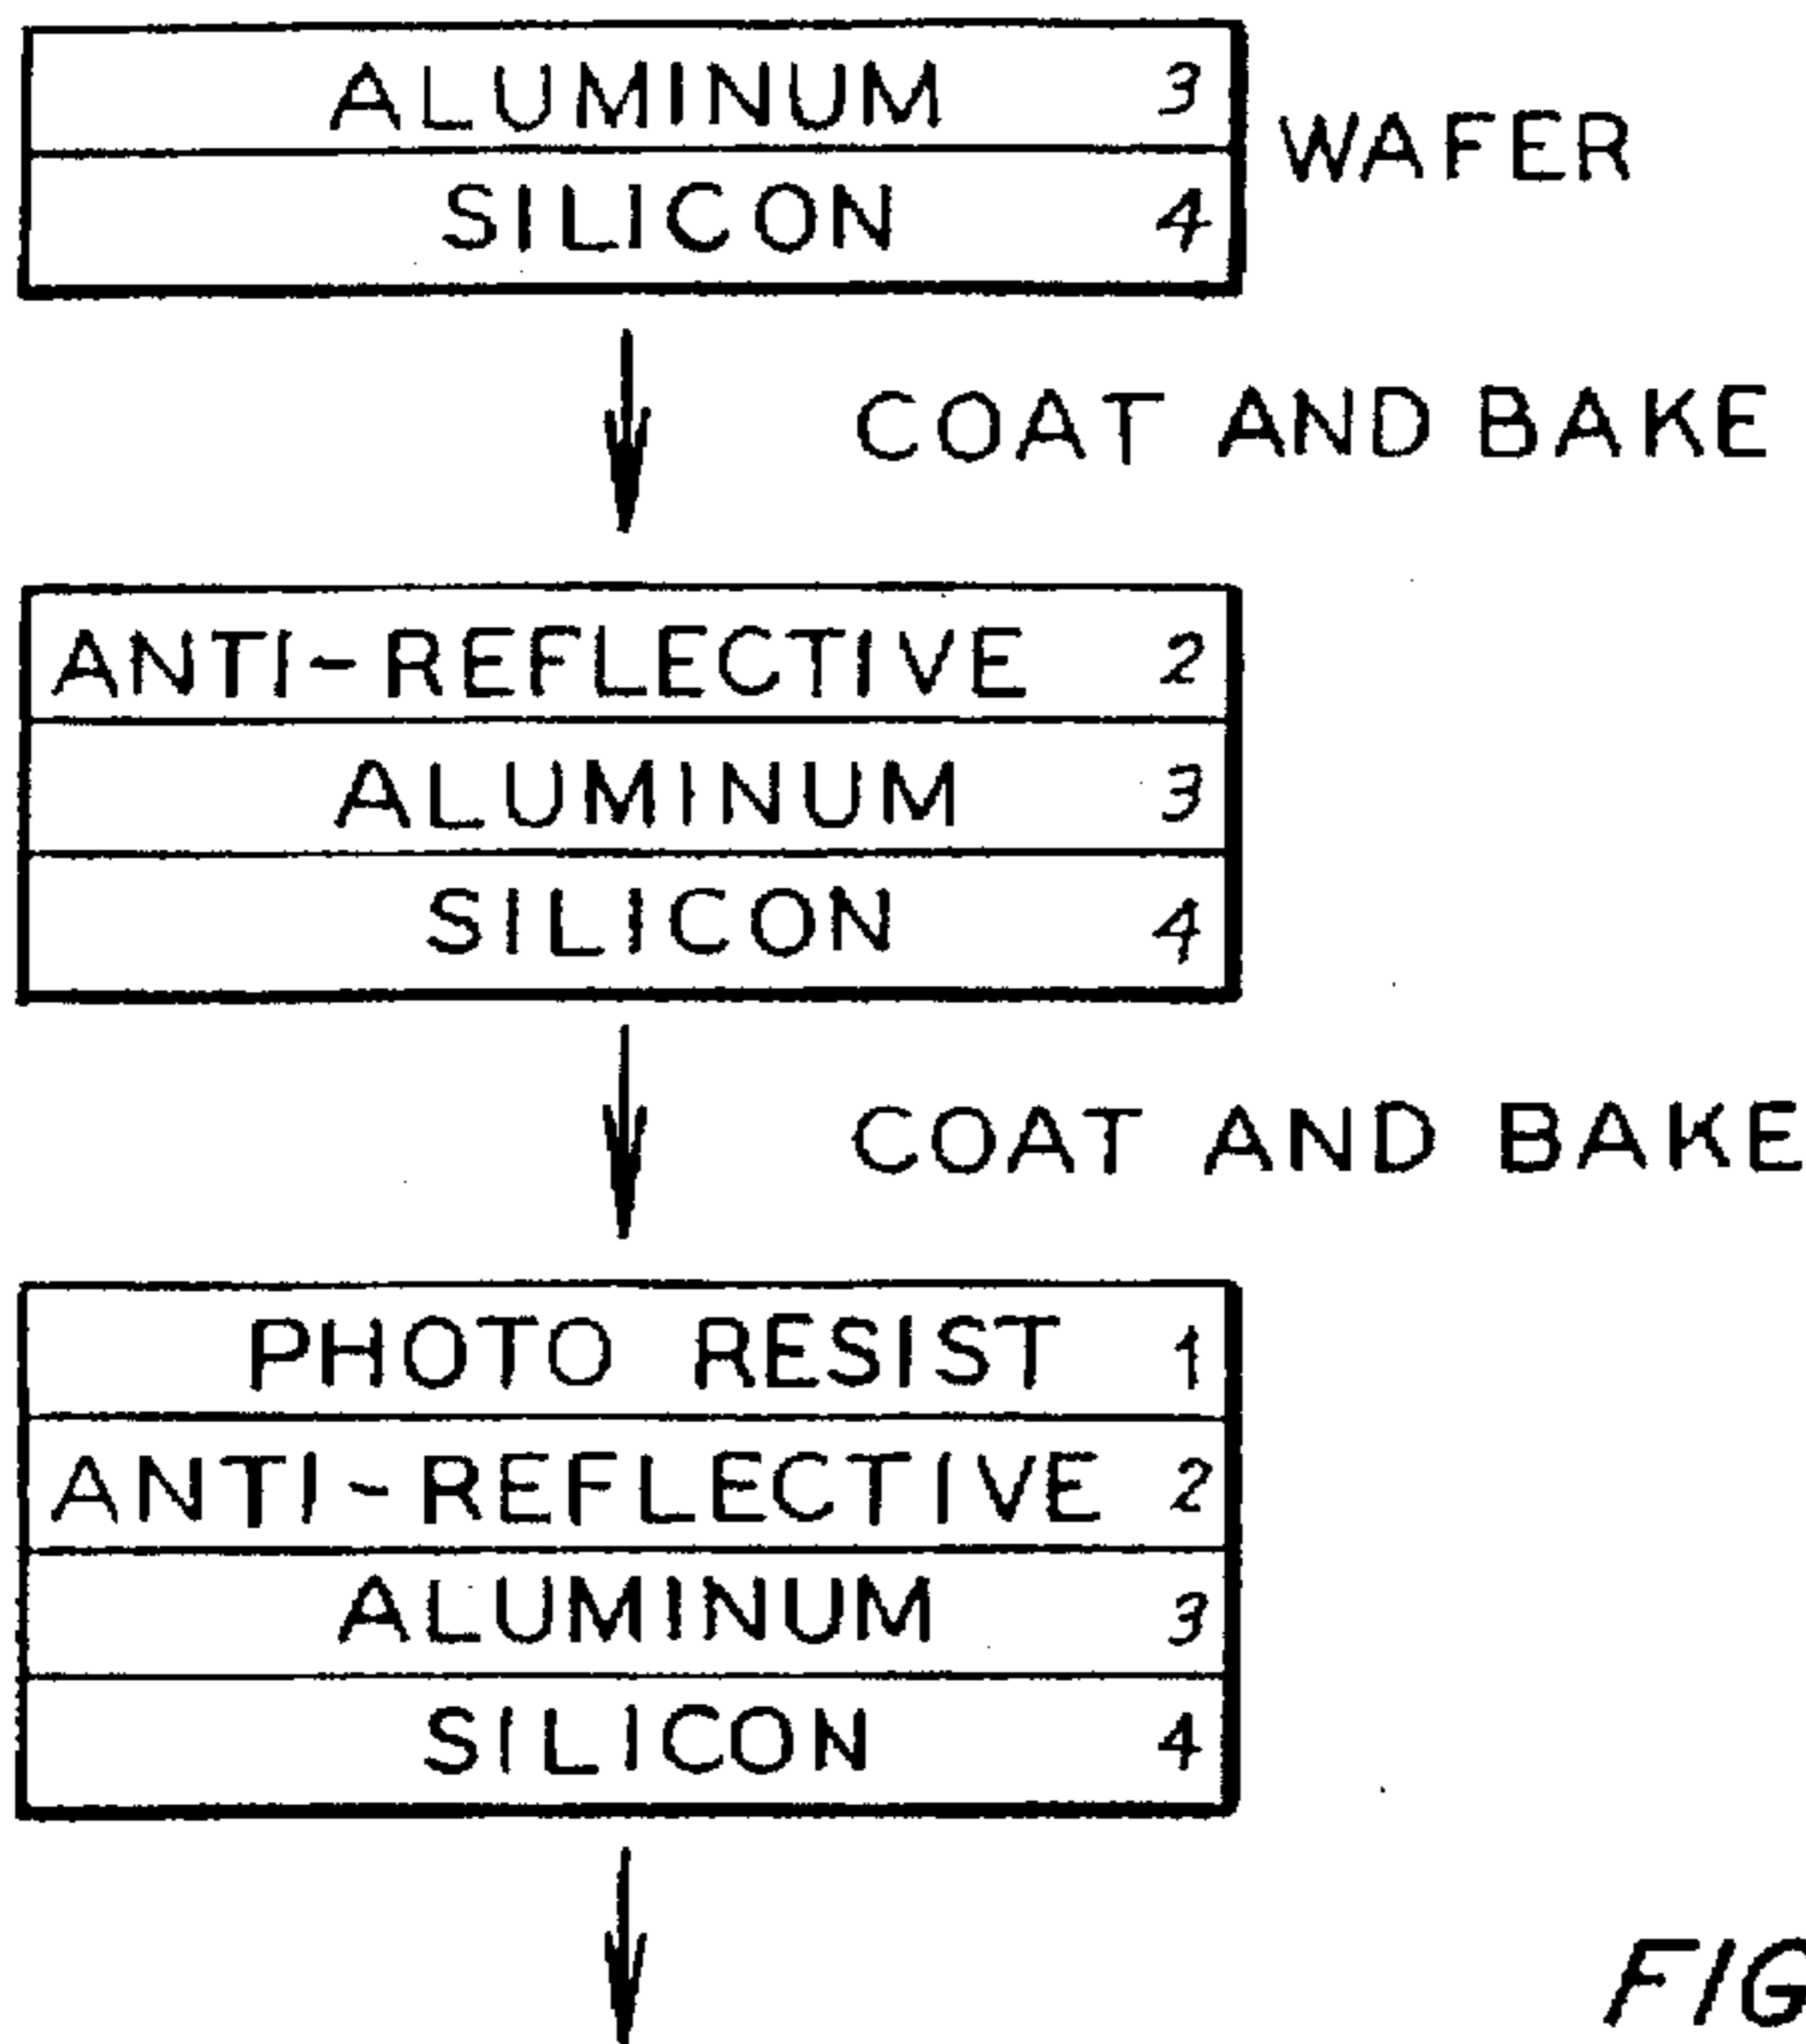 ALUMINUM 3
WAFER
SILICON 4
COAT AND BAKE
ANTI-REFLECTIVE 2
ALUMINUM 3
SILICON 4
COAT AND BAKE
PHOTO RESIST 1
ANTI-REFLECTIVE 2
ALUMINUM 3
SILICON 4
FIG